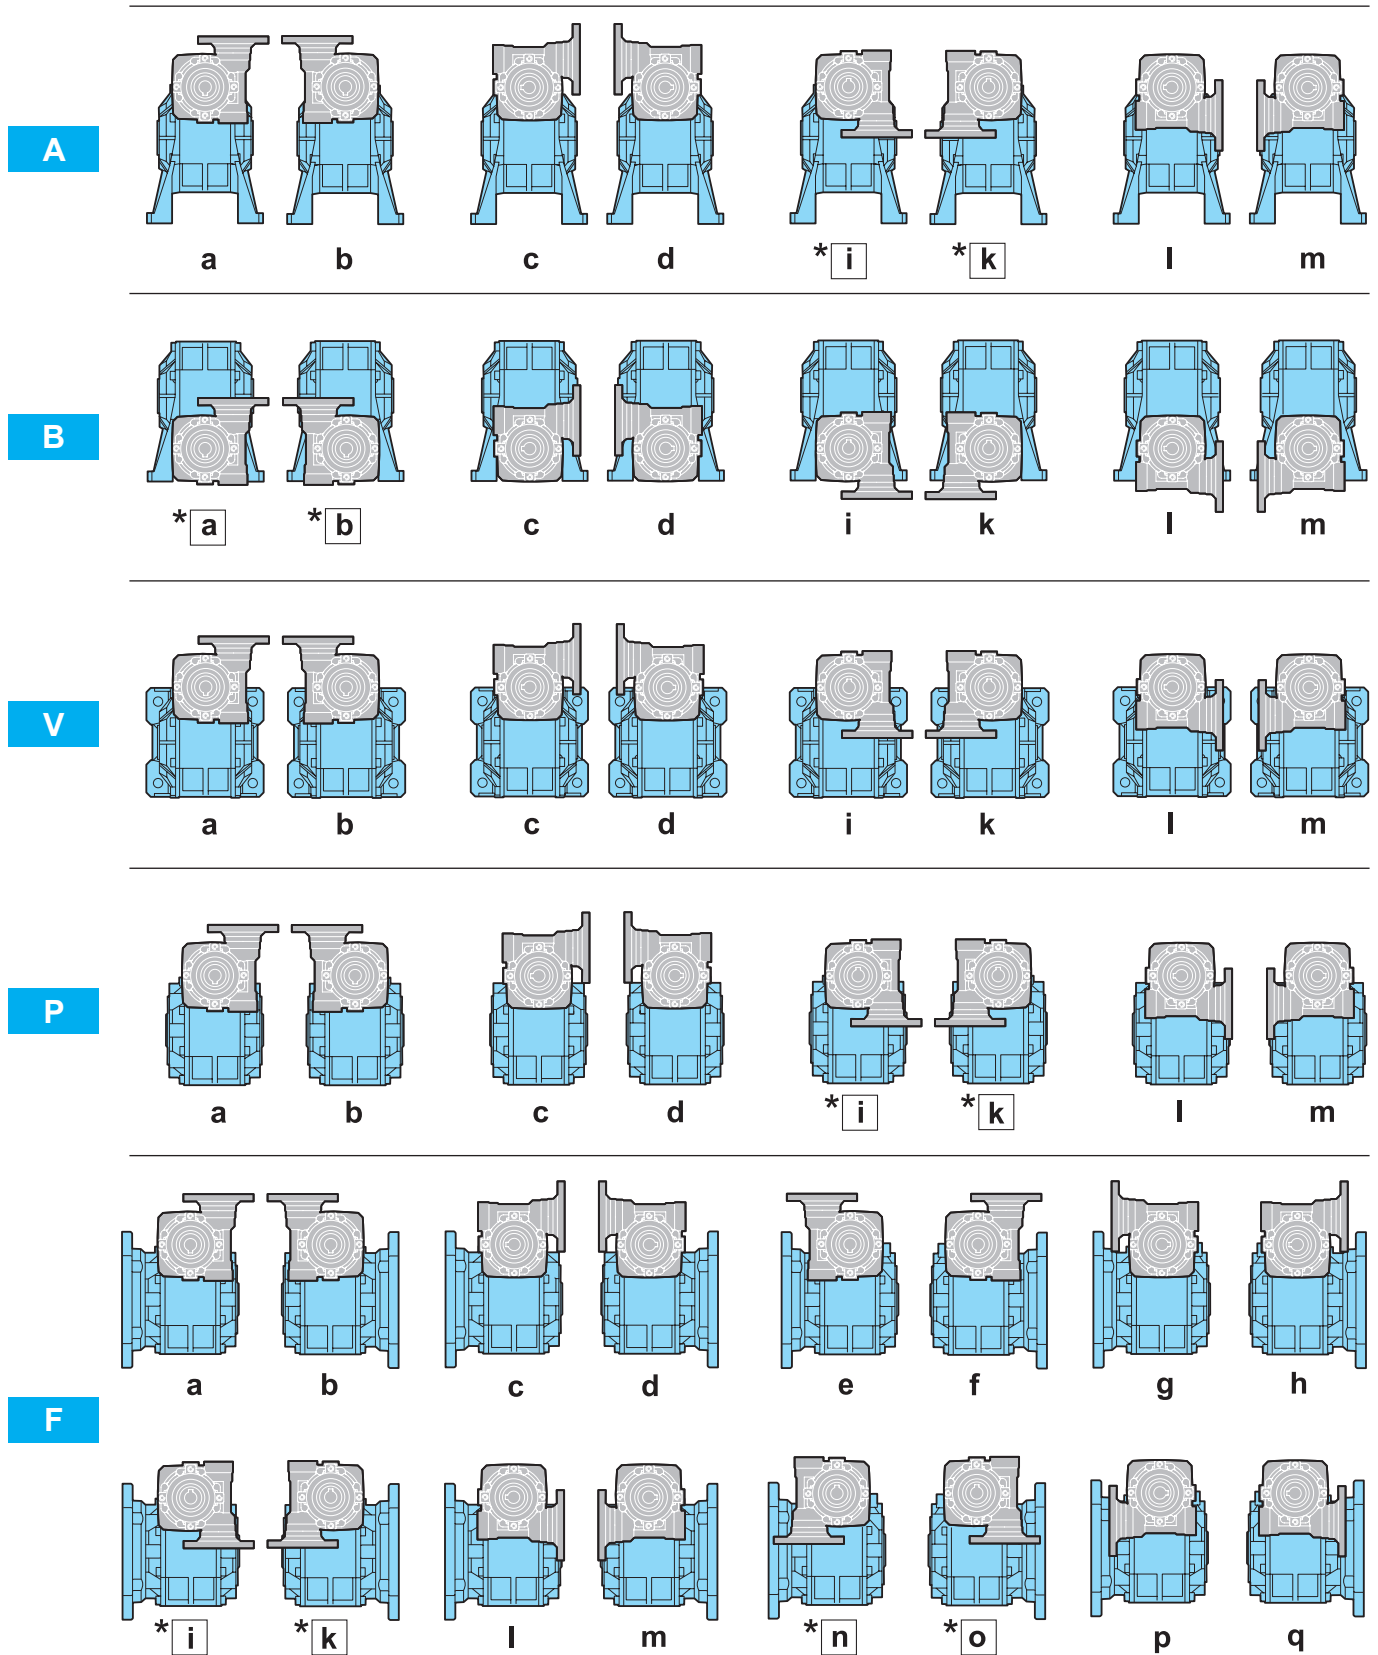 A
a b c d *i *k l m
B
*a *b c d i k l m
V
a b c d i k l m
P
a b c d *i *k l m
F
a b c d e f g h
*i *k l m *n *o p q